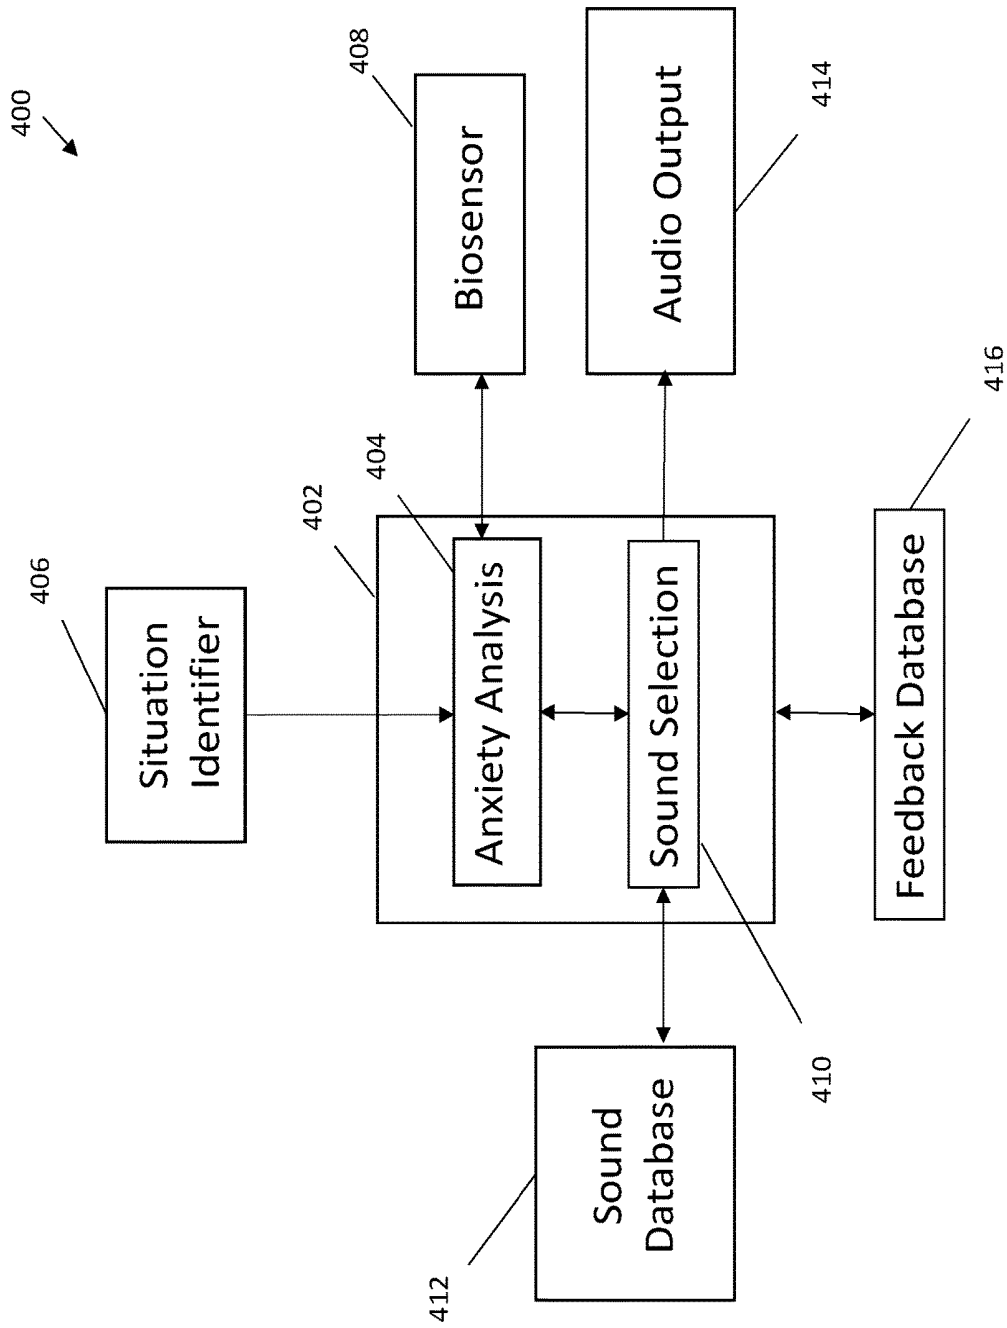 400
406
Situation
Identifier
402
404
Anxiety Analysis
408
Biosensor
Sound Selection
410
412
Sound
Database
Audio Output
414
Feedback Database
416